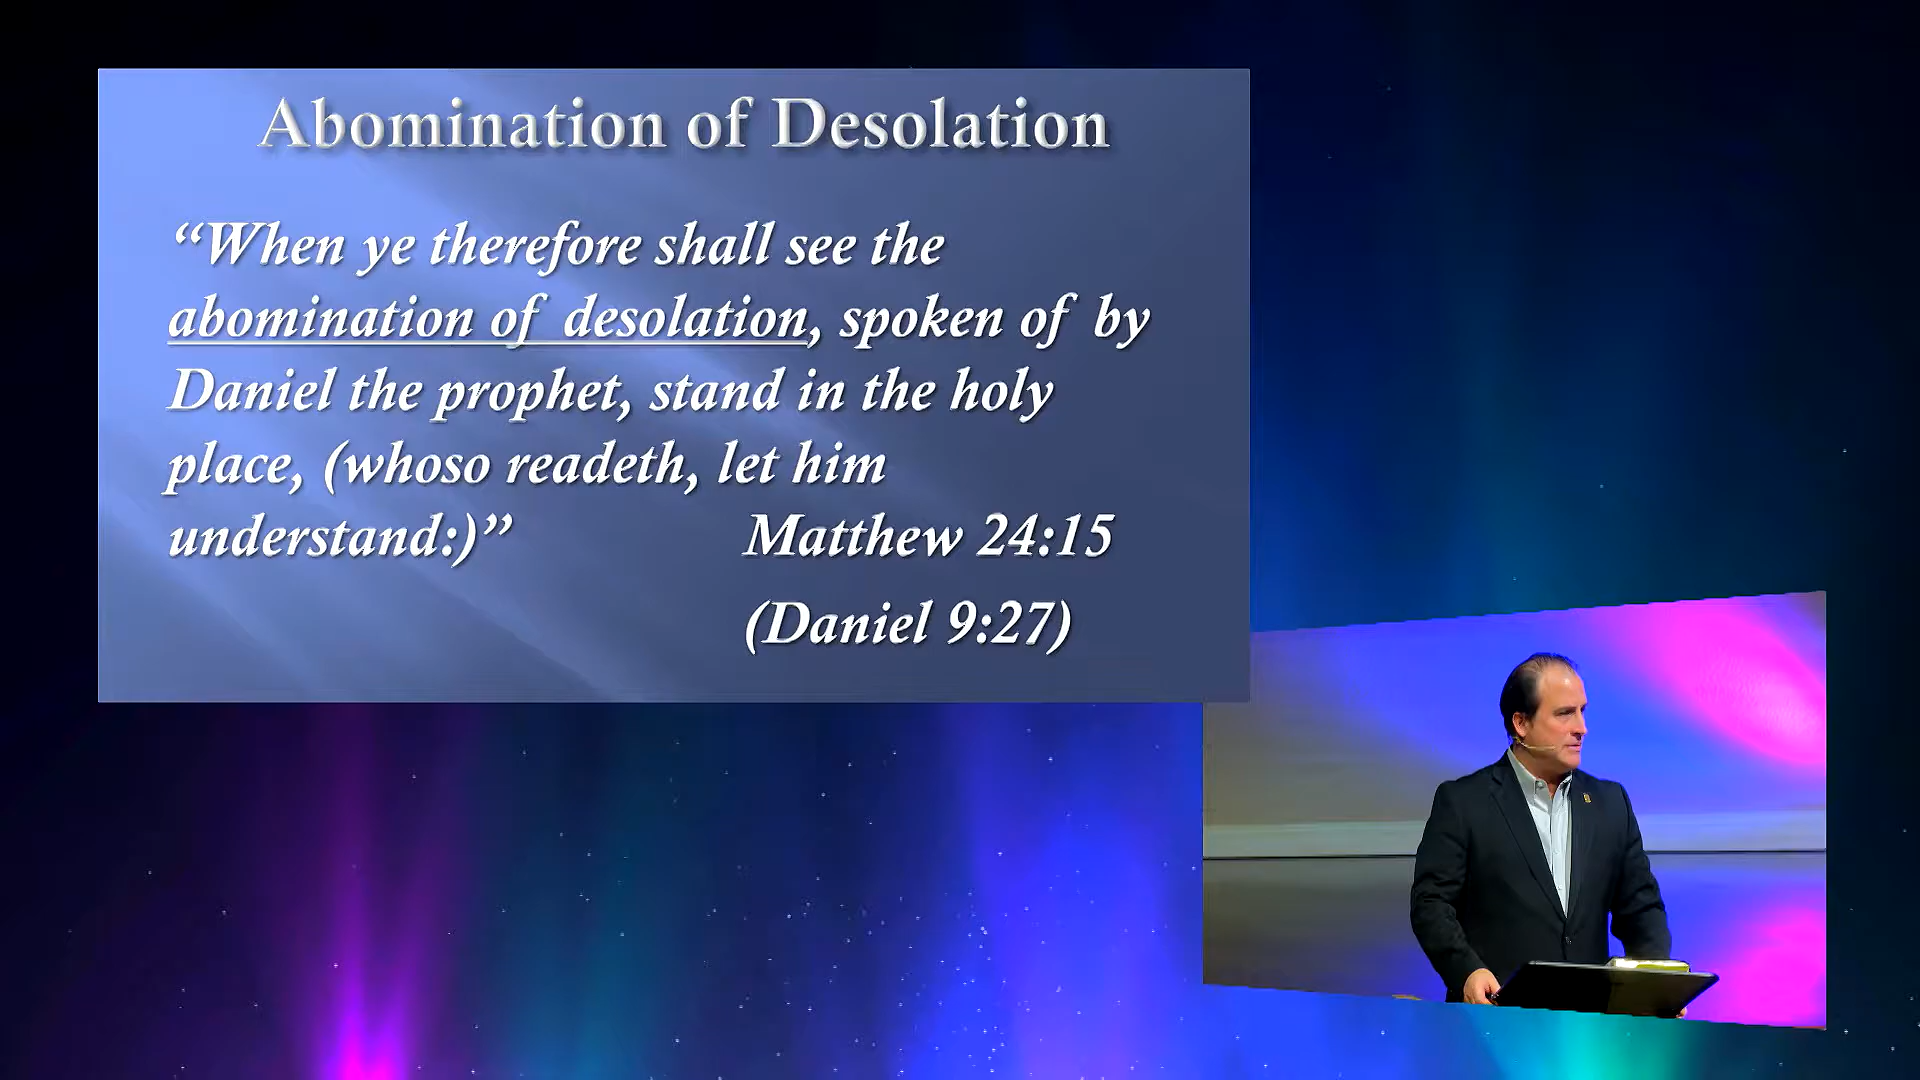 Abomination of Desolation
“When ye therefore shall see the
abomination of desolation, spoken of by
Daniel the prophet, stand in the holy
place, (whoso readeth, let him
understand:)” Matthew 24:15
(Daniel 9:27)